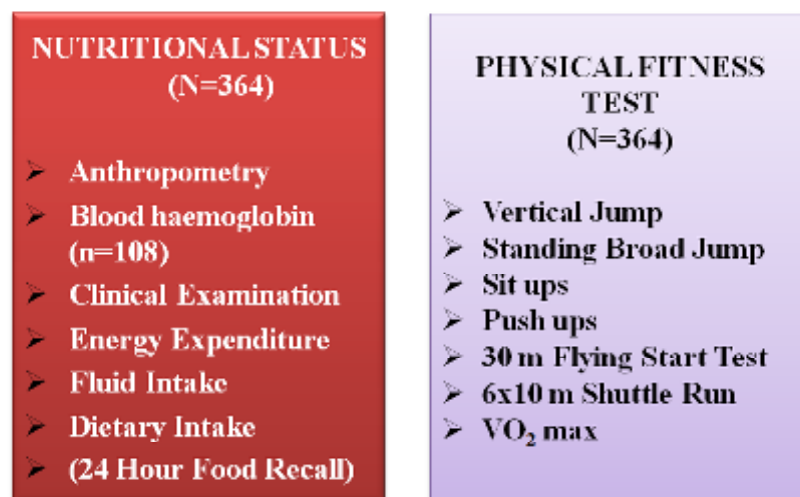 NUTRITIONAL STATUS
(N=364)
➢ Anthropometry
➢ Blood haemoglobin
(n=108)
➢ Clinical Examination
➢ Energy Expenditure
➢ Fluid Intake
➢ Dietary Intake
➢ (24 Hour Food Recall)
PHYSICAL FITNESS
TEST
(N=364)
➢ Vertical Jump
➢ Standing Broad Jump
➢ Sit ups
➢ Push ups
➢ 30 m Flying Start Test
➢ 6x10 m Shuttle Run
➢ VO₂ max